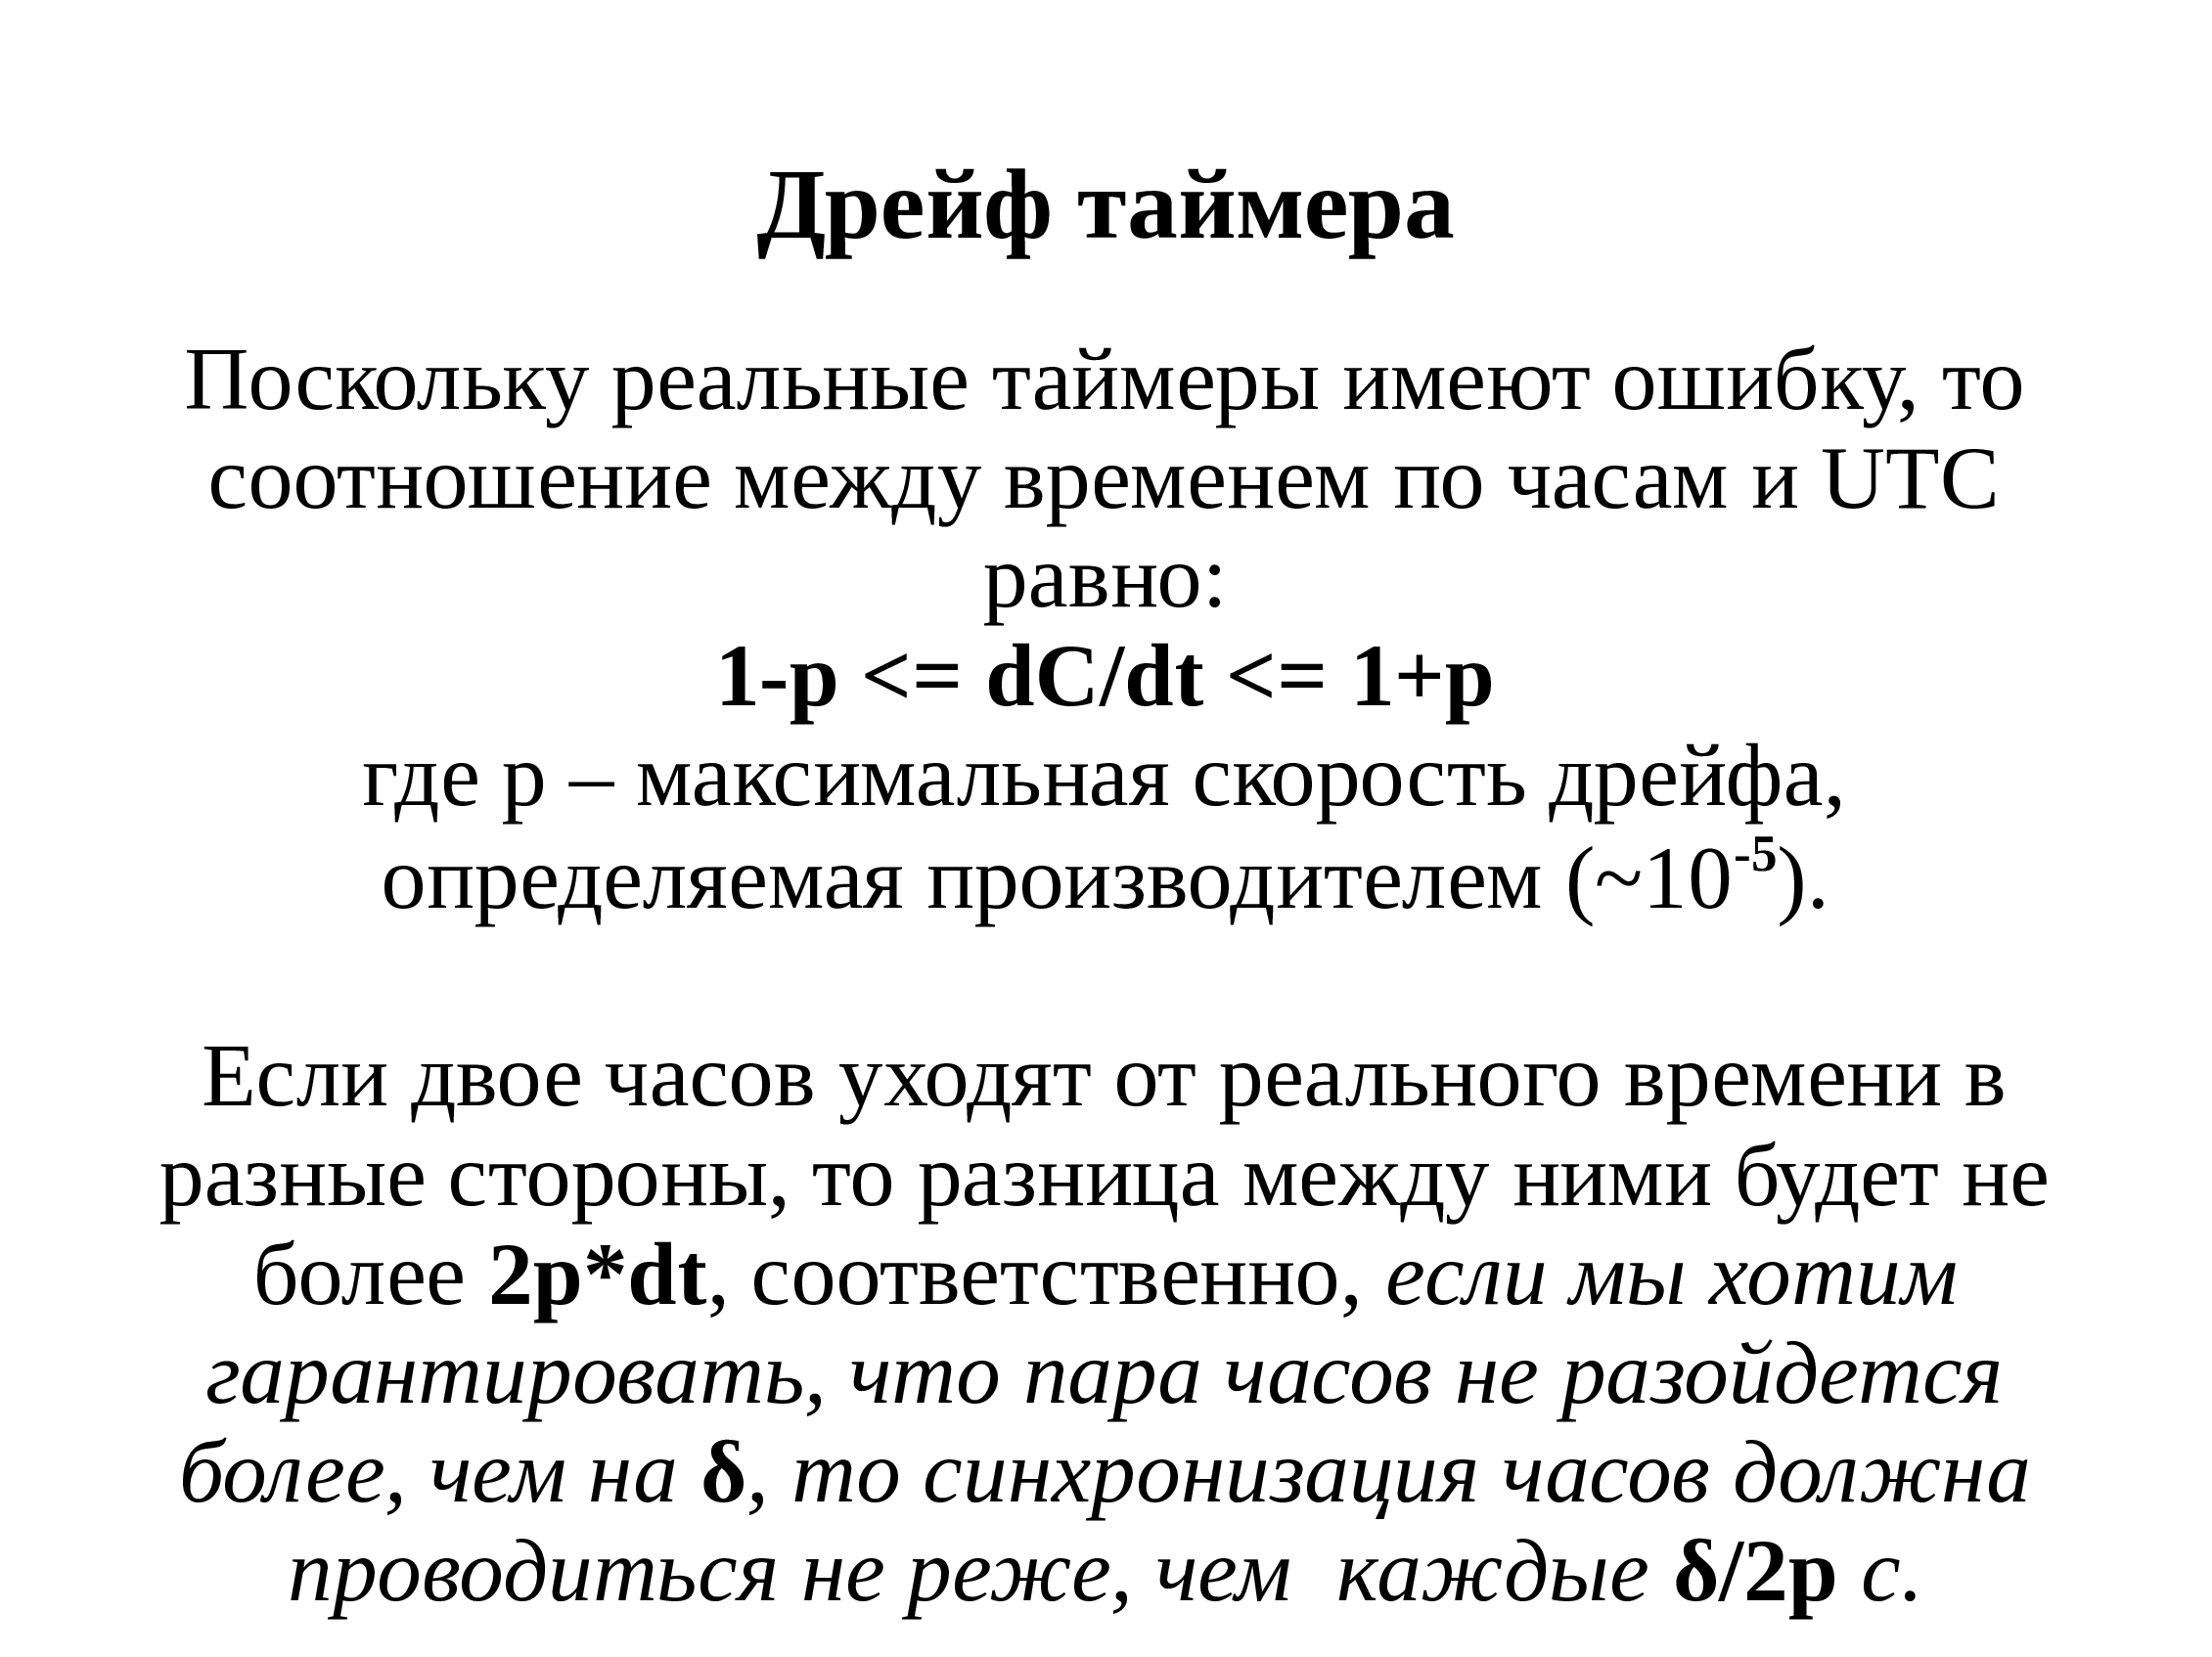 Дрейф таймера
Поскольку реальные таймеры имеют ошибку, то
соотношение между временем по часам и UTC
равно:
1-p <= dC/dt <= 1+p
где p – максимальная скорость дрейфа,
определяемая производителем (~10⁻⁵).
Если двое часов уходят от реального времени в
разные стороны, то разница между ними будет не
более 2p*dt, соответственно, если мы хотим
гарантировать, что пара часов не разойдется
более, чем на δ, то синхронизация часов должна
проводиться не реже, чем  каждые δ/2p с.